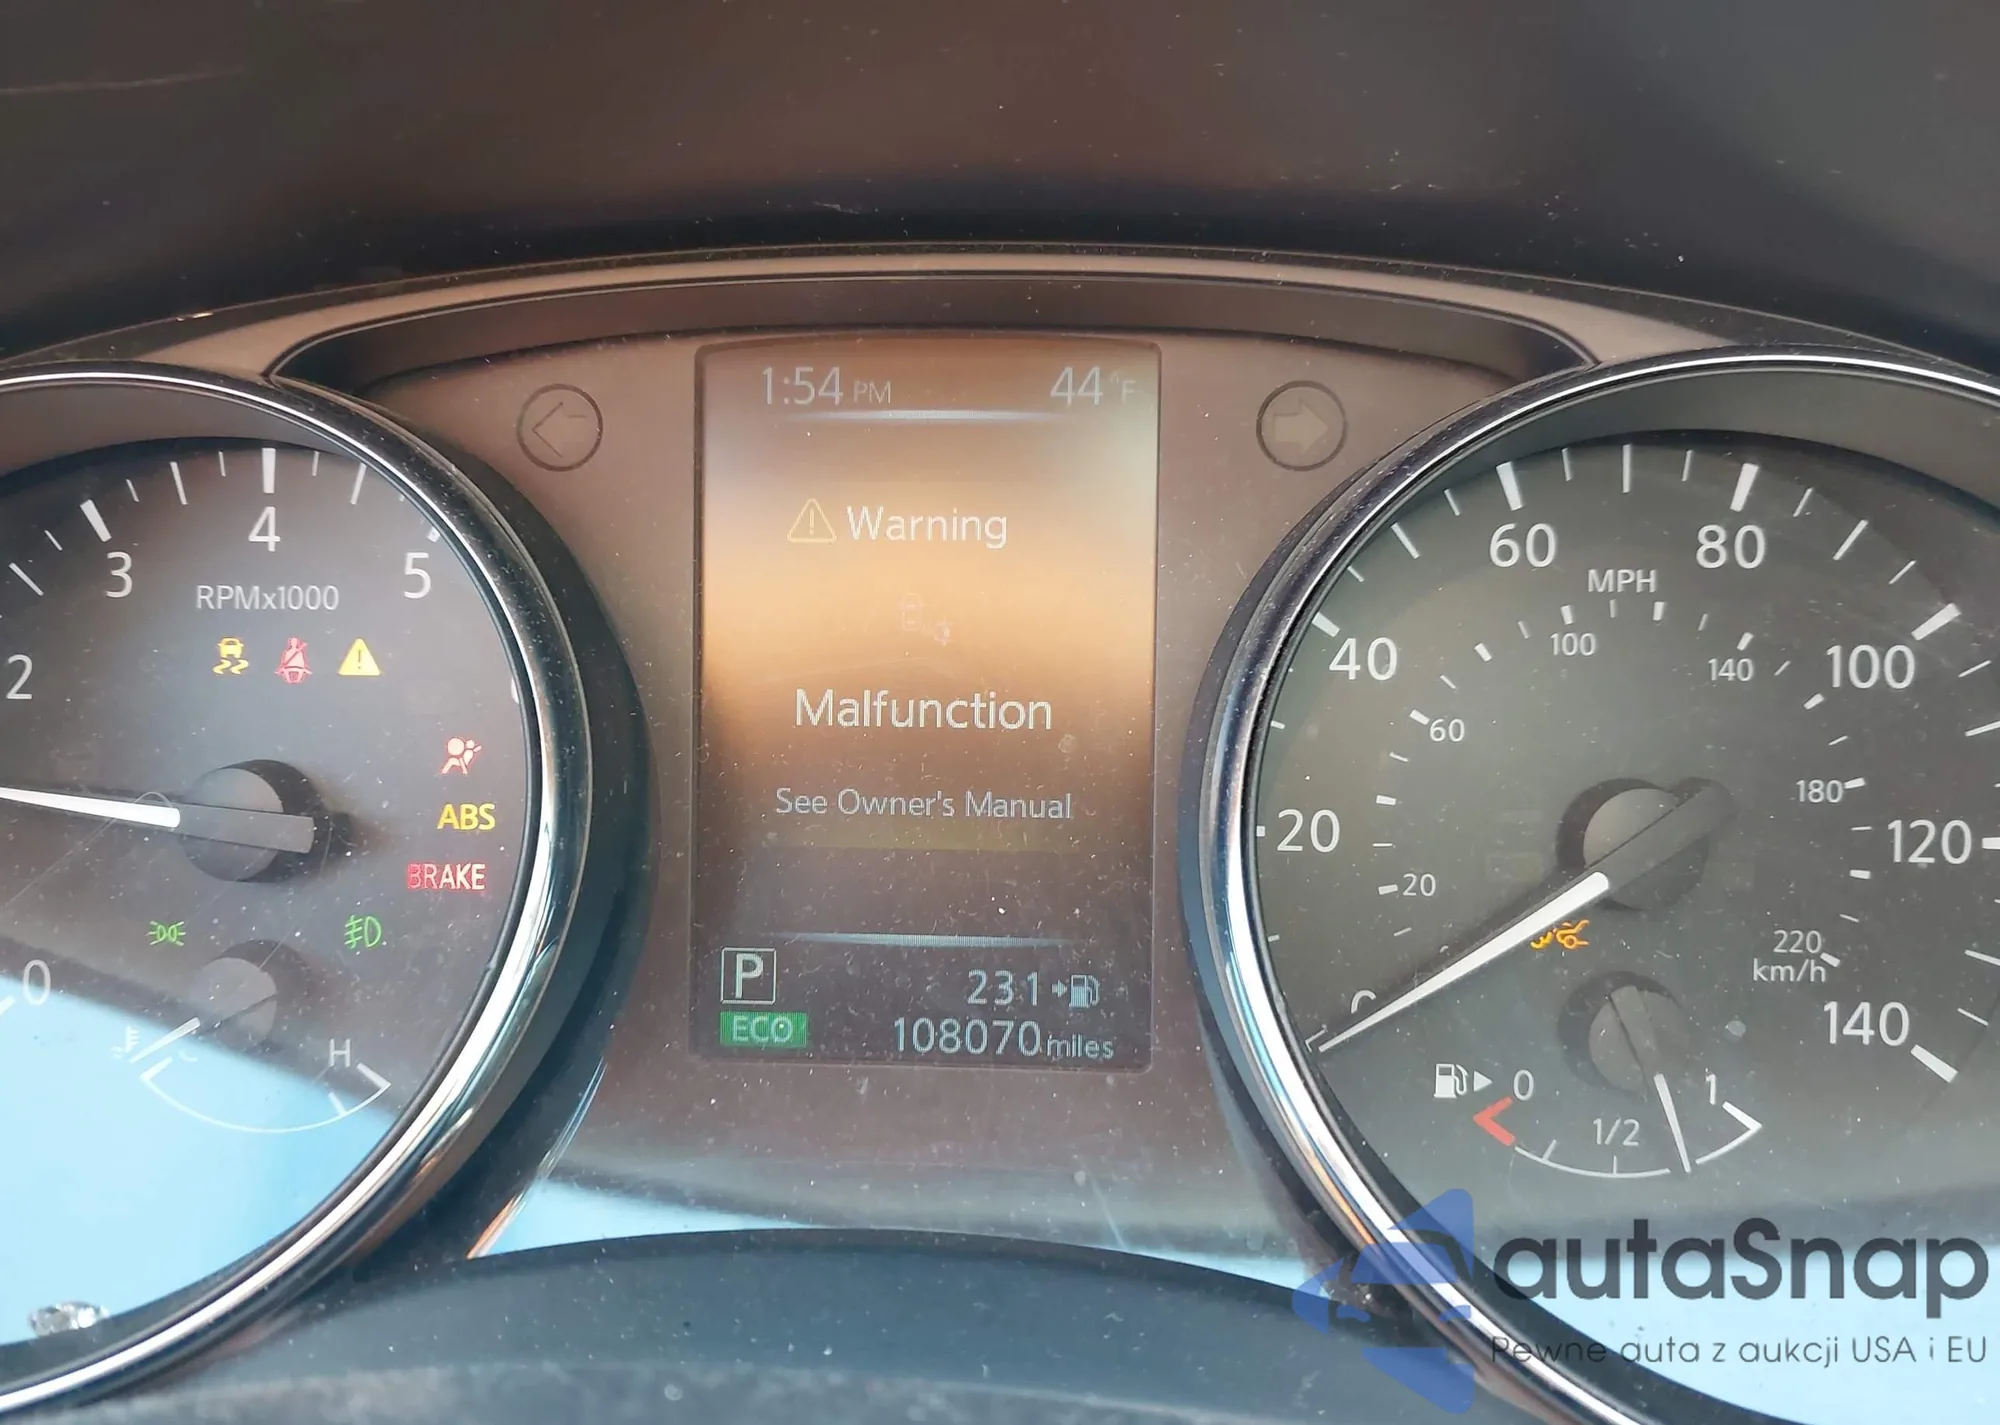 1:54 PM 44°F
Warning
Malfunction
See Owner's Manual
P
231
ECO
108070 miles
0
2
3
4
5
RPMx1000
ABS
BRAKE
H
20
40
60
80
100
120
140
MPH
20
60
100
140
180
220
km/h
0
1/2
1
autaSnap
Pewne auta z aukcji USA i EU